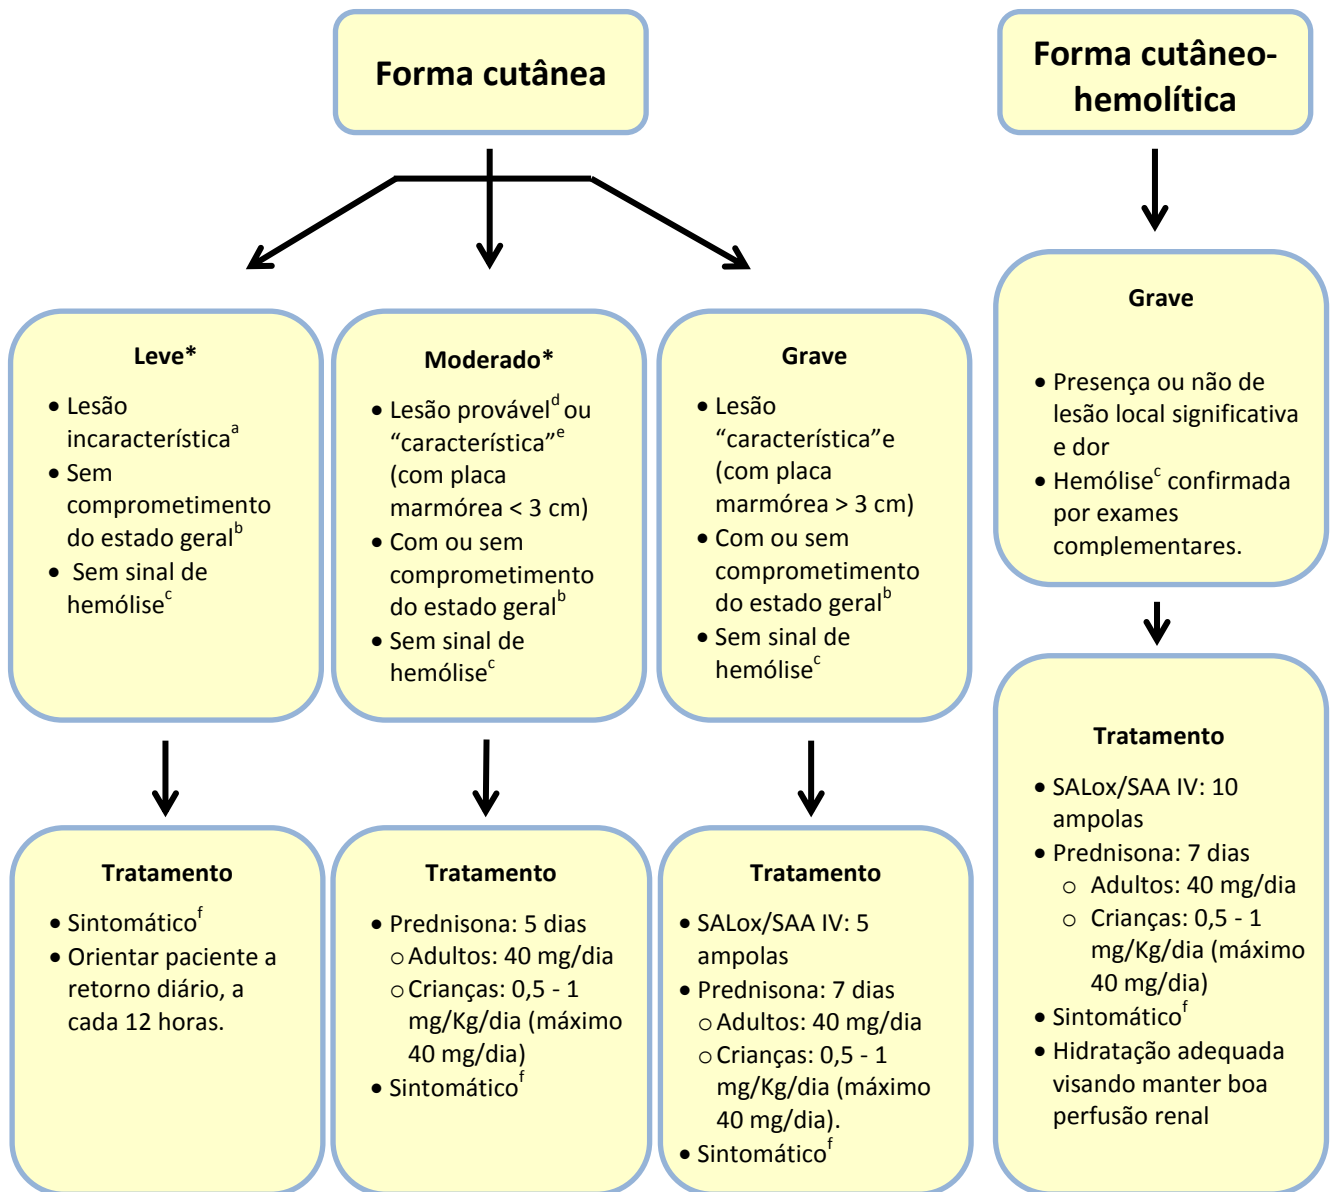 Forma cutânea
Forma cutâneo-
hemolítica
Leve*
• Lesão
incaracterística^a
• Sem
comprometimento
do estado geral^b
• Sem sinal de
hemólise^c
Moderado*
• Lesão provável^d ou
“característica”^e
(com placa
marmórea < 3 cm)
• Com ou sem
comprometimento
do estado geral^b
• Sem sinal de
hemólise^c
Grave
• Lesão
“característica”e
(com placa
marmórea > 3 cm)
• Com ou sem
comprometimento
do estado geral^b
• Sem sinal de
hemólise^c
Grave
• Presença ou não de
lesão local significativa
e dor
• Hemólise^c confirmada
por exames
complementares.
Tratamento
• Sintomático^f
• Orientar paciente a
retorno diário, a
cada 12 horas.
Tratamento
• Prednisona: 5 dias
o Adultos: 40 mg/dia
o Crianças: 0,5 - 1
mg/Kg/dia (máximo
40 mg/dia)
• Sintomático^f
Tratamento
• SALox/SAA IV: 5
ampolas
• Prednisona: 7 dias
o Adultos: 40 mg/dia
o Crianças: 0,5 - 1
mg/Kg/dia (máximo
40 mg/dia).
• Sintomático^f
Tratamento
• SALox/SAA IV: 10
ampolas
• Prednisona: 7 dias
o Adultos: 40 mg/dia
o Crianças: 0,5 - 1
mg/Kg/dia (máximo
40 mg/dia)
• Sintomático^f
• Hidratação adequada
visando manter boa
perfusão renal